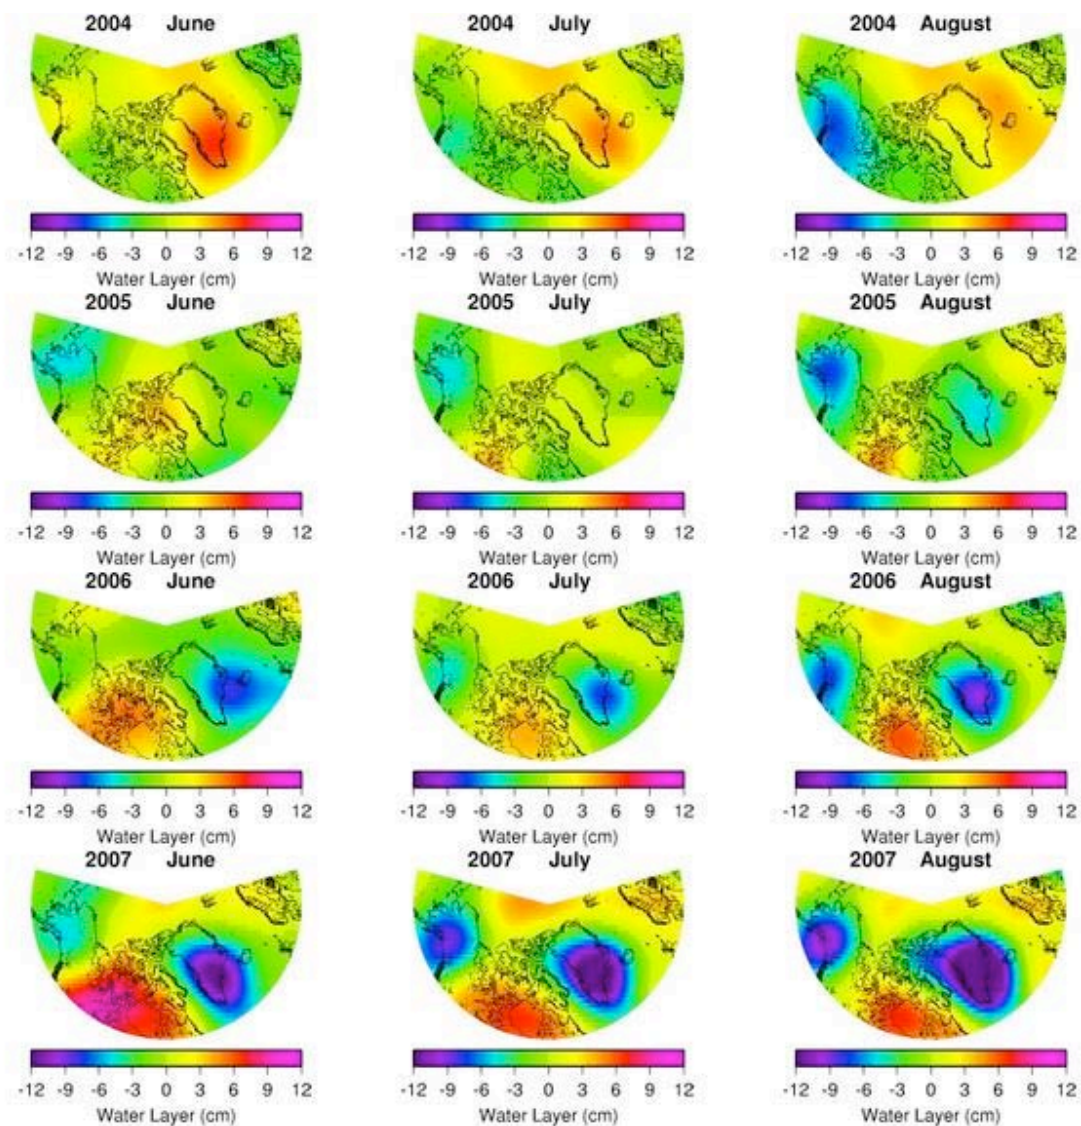 2004 June 2004 July 2004 August
-12 -9 -6 -3 0 3 6 9 12 -12 -9 -6 -3 0 3 6 9 12 -12 -9 -6 -3 0 3 6 9 12
Water Layer (cm) Water Layer (cm) Water Layer (cm)
2005 June 2005 July 2005 August
-12 -9 -6 -3 0 3 6 9 12 -12 -9 -6 -3 0 3 6 9 12 -12 -9 -6 -3 0 3 6 9 12
Water Layer (cm) Water Layer (cm) Water Layer (cm)
2006 June 2006 July 2006 August
-12 -9 -6 -3 0 3 6 9 12 -12 -9 -6 -3 0 3 6 9 12 -12 -9 -6 -3 0 3 6 9 12
Water Layer (cm) Water Layer (cm) Water Layer (cm)
2007 June 2007 July 2007 August
-12 -9 -6 -3 0 3 6 9 12 -12 -9 -6 -3 0 3 6 9 12 -12 -9 -6 -3 0 3 6 9 12
Water Layer (cm) Water Layer (cm) Water Layer (cm)